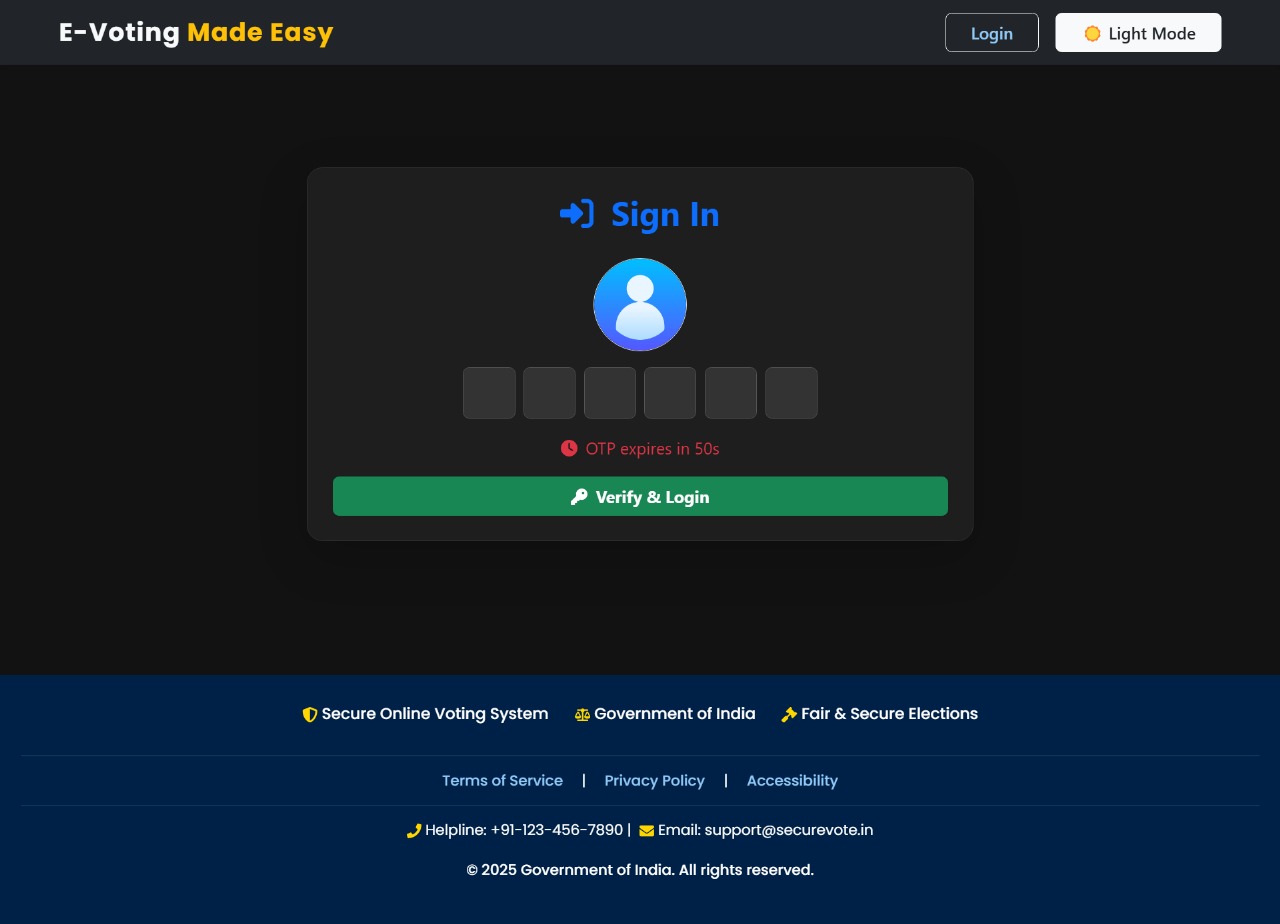 E-Voting Made Easy
Login
Light Mode
Sign In
OTP expires in 50s
Verify & Login
Secure Online Voting System Government of India Fair & Secure Elections
Terms of Service | Privacy Policy | Accessibility
Helpline: +91-123-456-7890 | Email: support@securevote.in
© 2025 Government of India. All rights reserved.